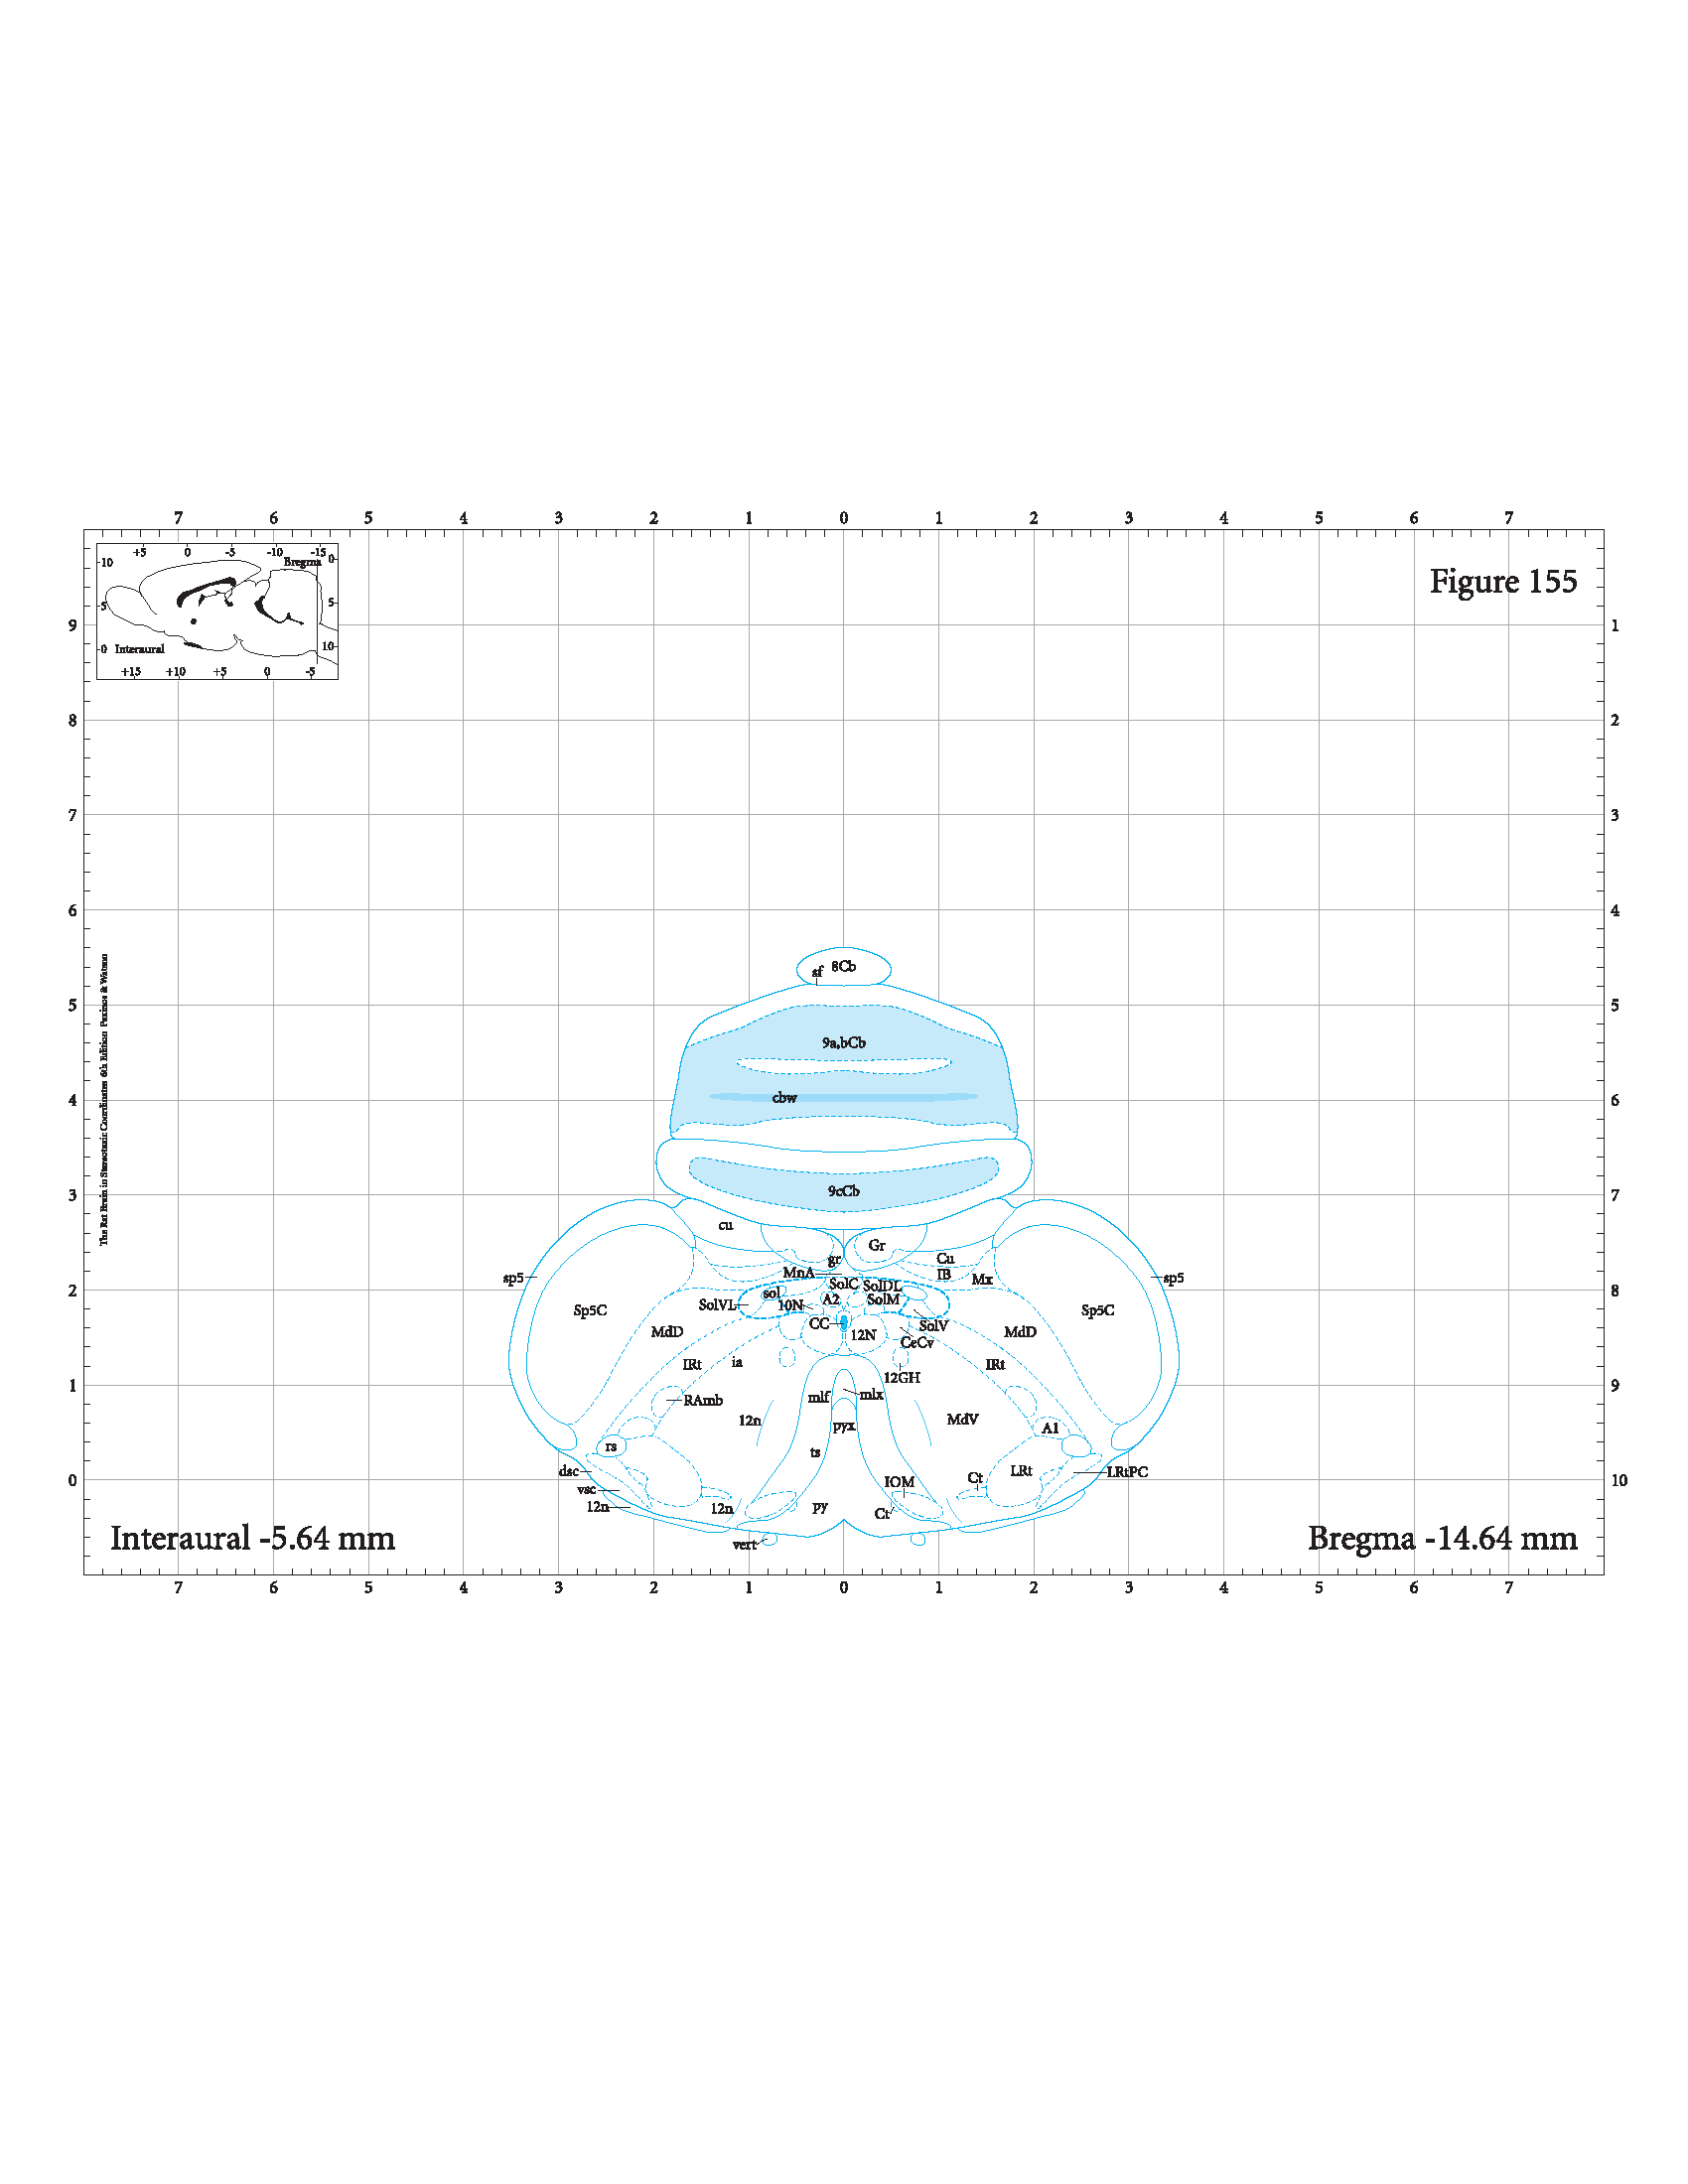 7 6 5 4 3 2 1 0 1 2 3 4 5 6 7
+5 0 -5 -10 -15
Bregma 0
10
5 5
0 Interaural 10
+15 +10 +5 0 -5
Figure 155
9 1
8 2
7 3
6 4
The Rat Brain in Stereotaxic Coordinates 6th Edition Paxinos & Watson
8Cb
sf
5 5
9a,bCb
4 cbw 6
9cCb
3 7
cu
Gr
gr Cu
MnA IB Mx
sp5 sp5
SolC SolDL
2 sol 8
SolVL 10N A2 SolM
Sp5C Sp5C
CC SolV
MdD 12N MdD
CeCv
IRt ia IRt
12GH
1 9
mlf mlx
RAmb
12n MdV
pyx A1
rs ts
dsc LRt LRtPC
0 IOM Ct 10
vsc
12n 12n py Ct
Interaural -5.64 mm
vert
Bregma -14.64 mm
7 6 5 4 3 2 1 0 1 2 3 4 5 6 7